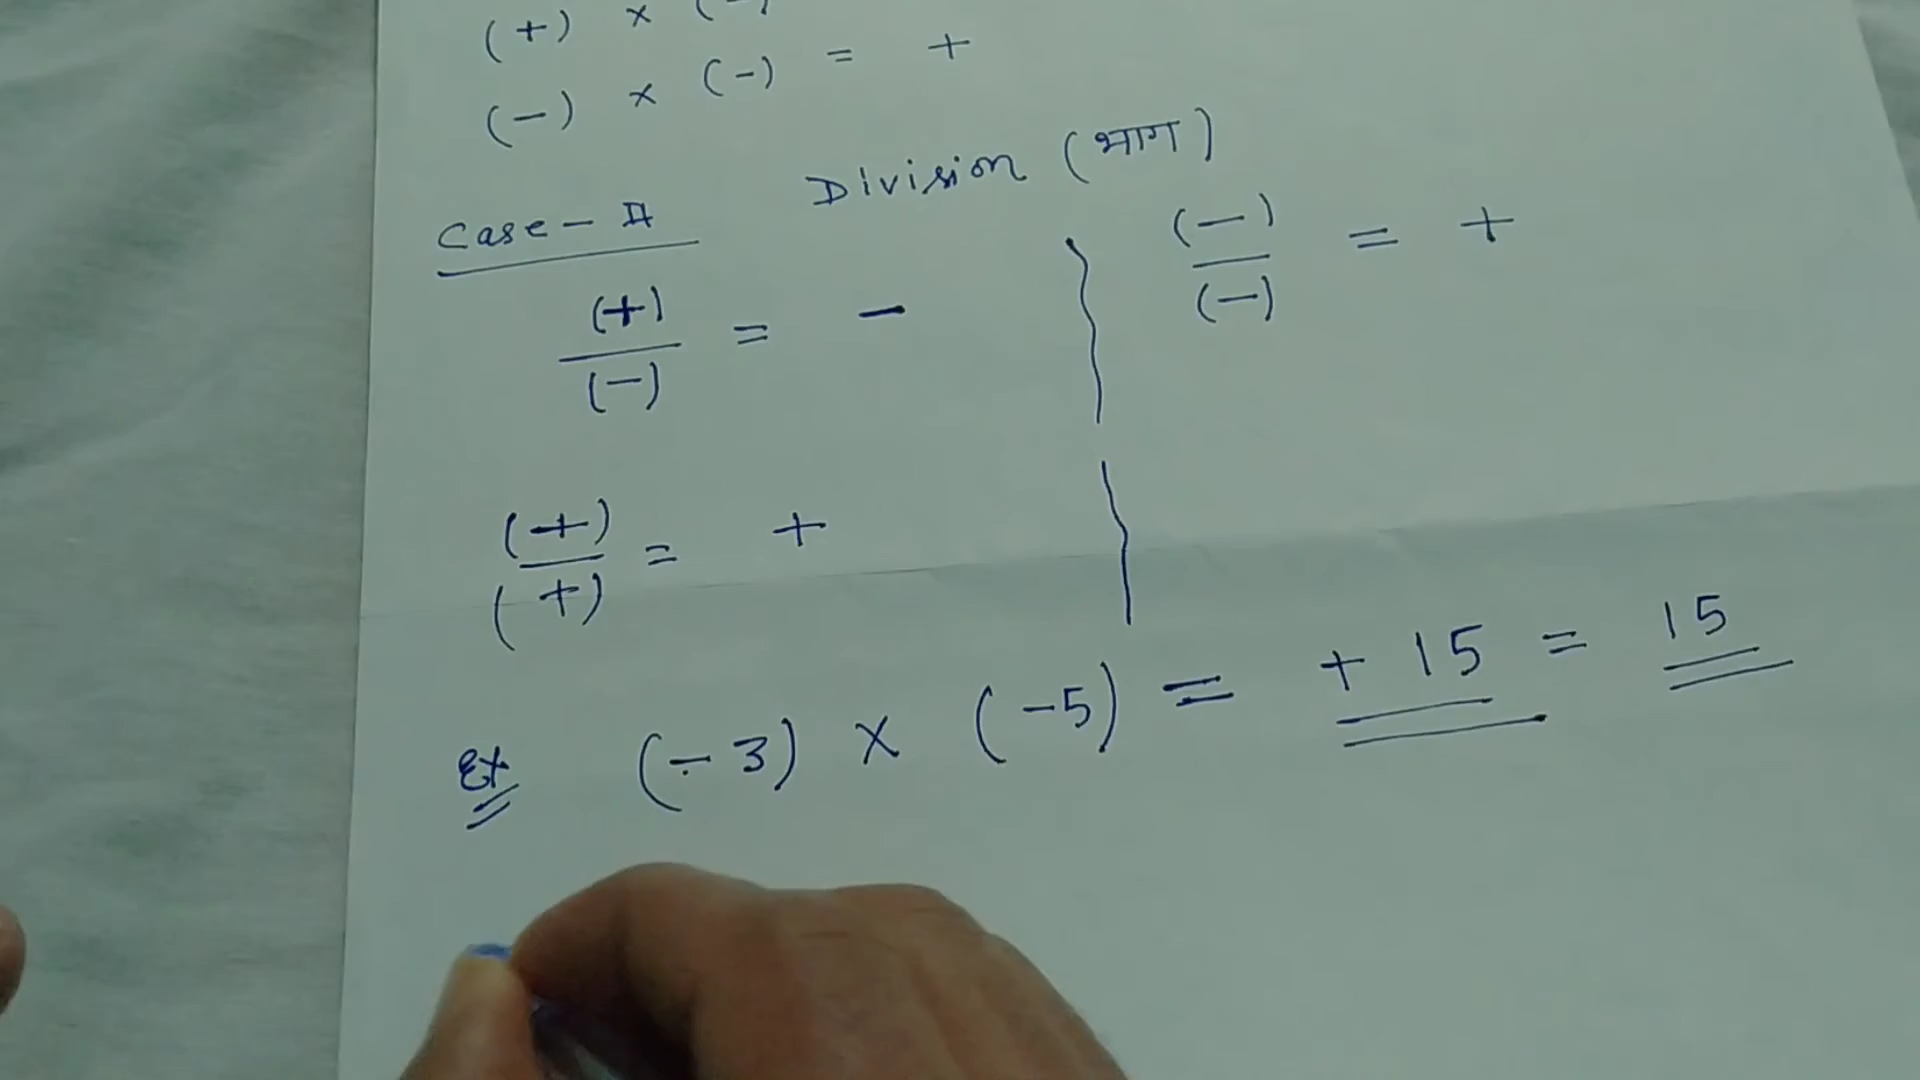 (+) × (-)
(-) × (-) = +
Division (भाग)
Case - II
(+)/(-) = -
(-)/(-) = +
(+)/(+) = +
Ex (-3) × (-5) = + 15 = 15